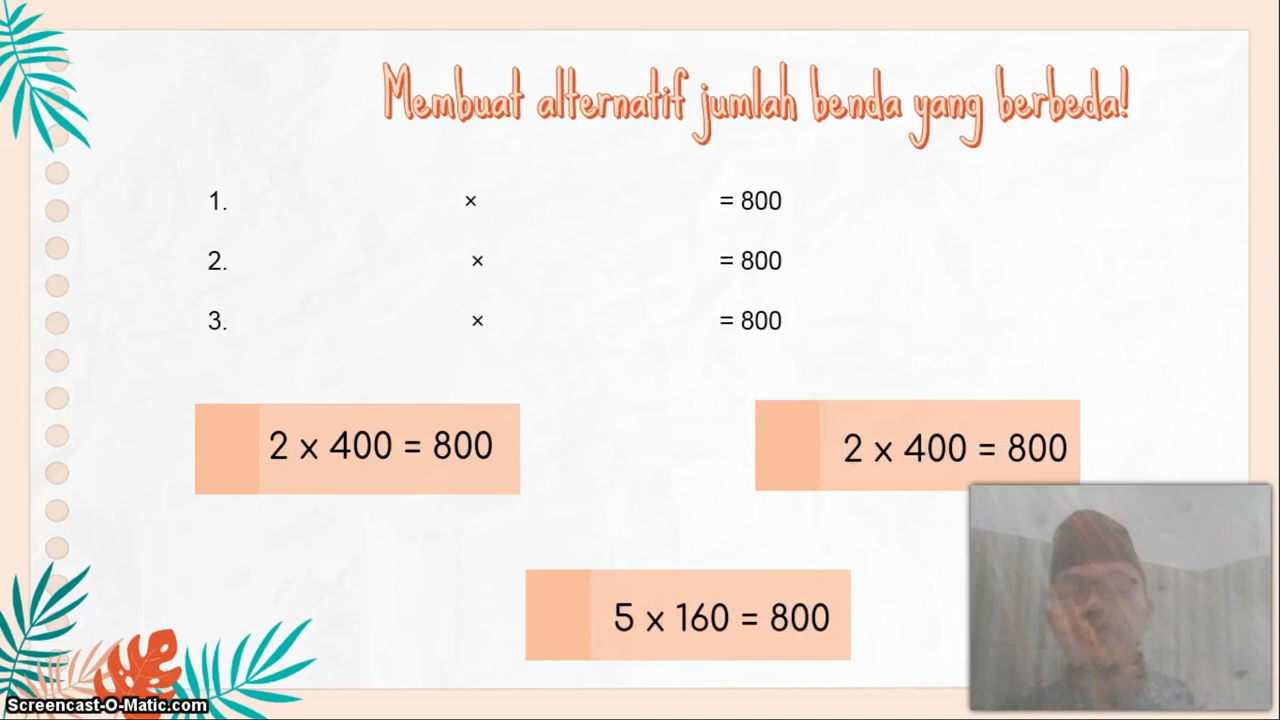 Membuat alternatif jumlah benda yang berbeda!
1. × = 800
2. × = 800
3. × = 800
2 x 400 = 800
2 x 400 = 800
5 x 160 = 800
Screencast-O-Matic.com